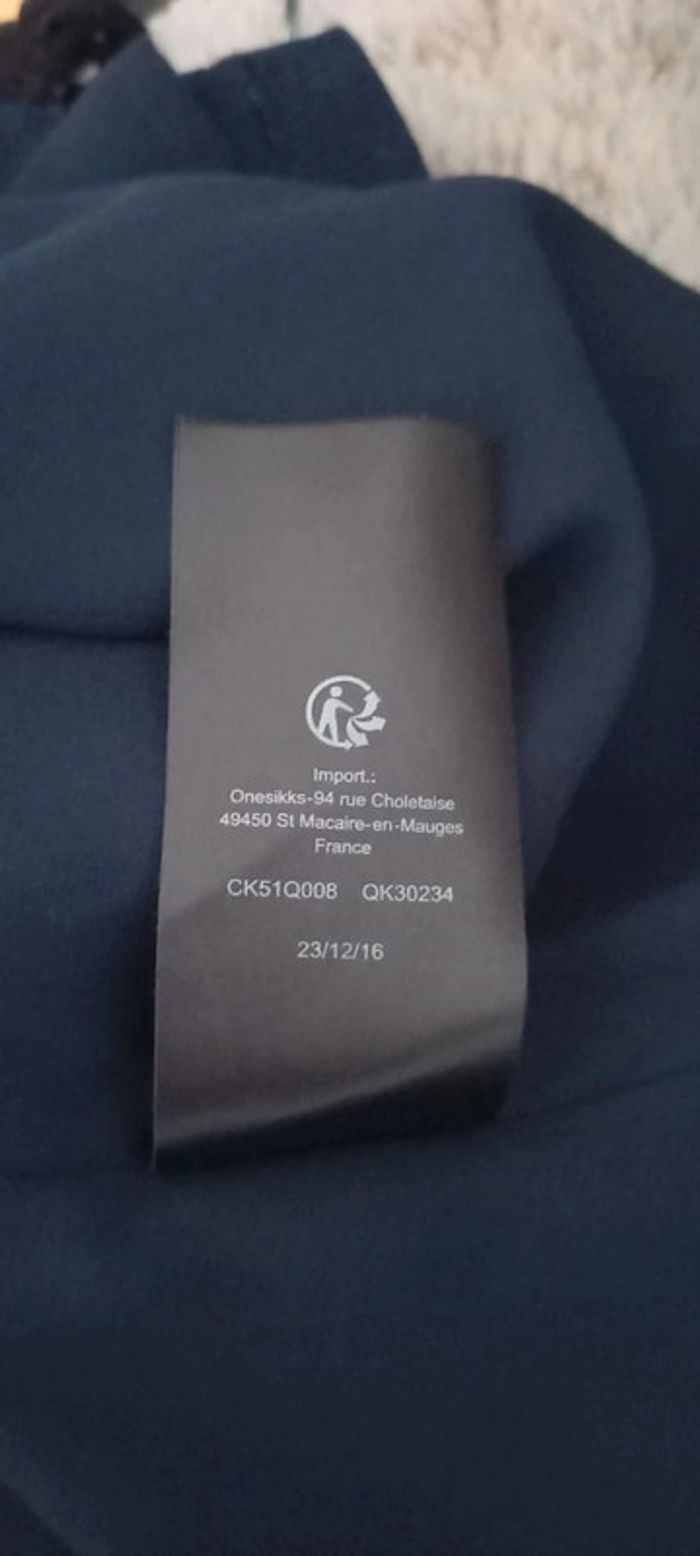 Import.:
Onesikks-94 rue Choletaise
49450 St Macaire-en-Mauges
France
CK51Q008 QK30234
23/12/16